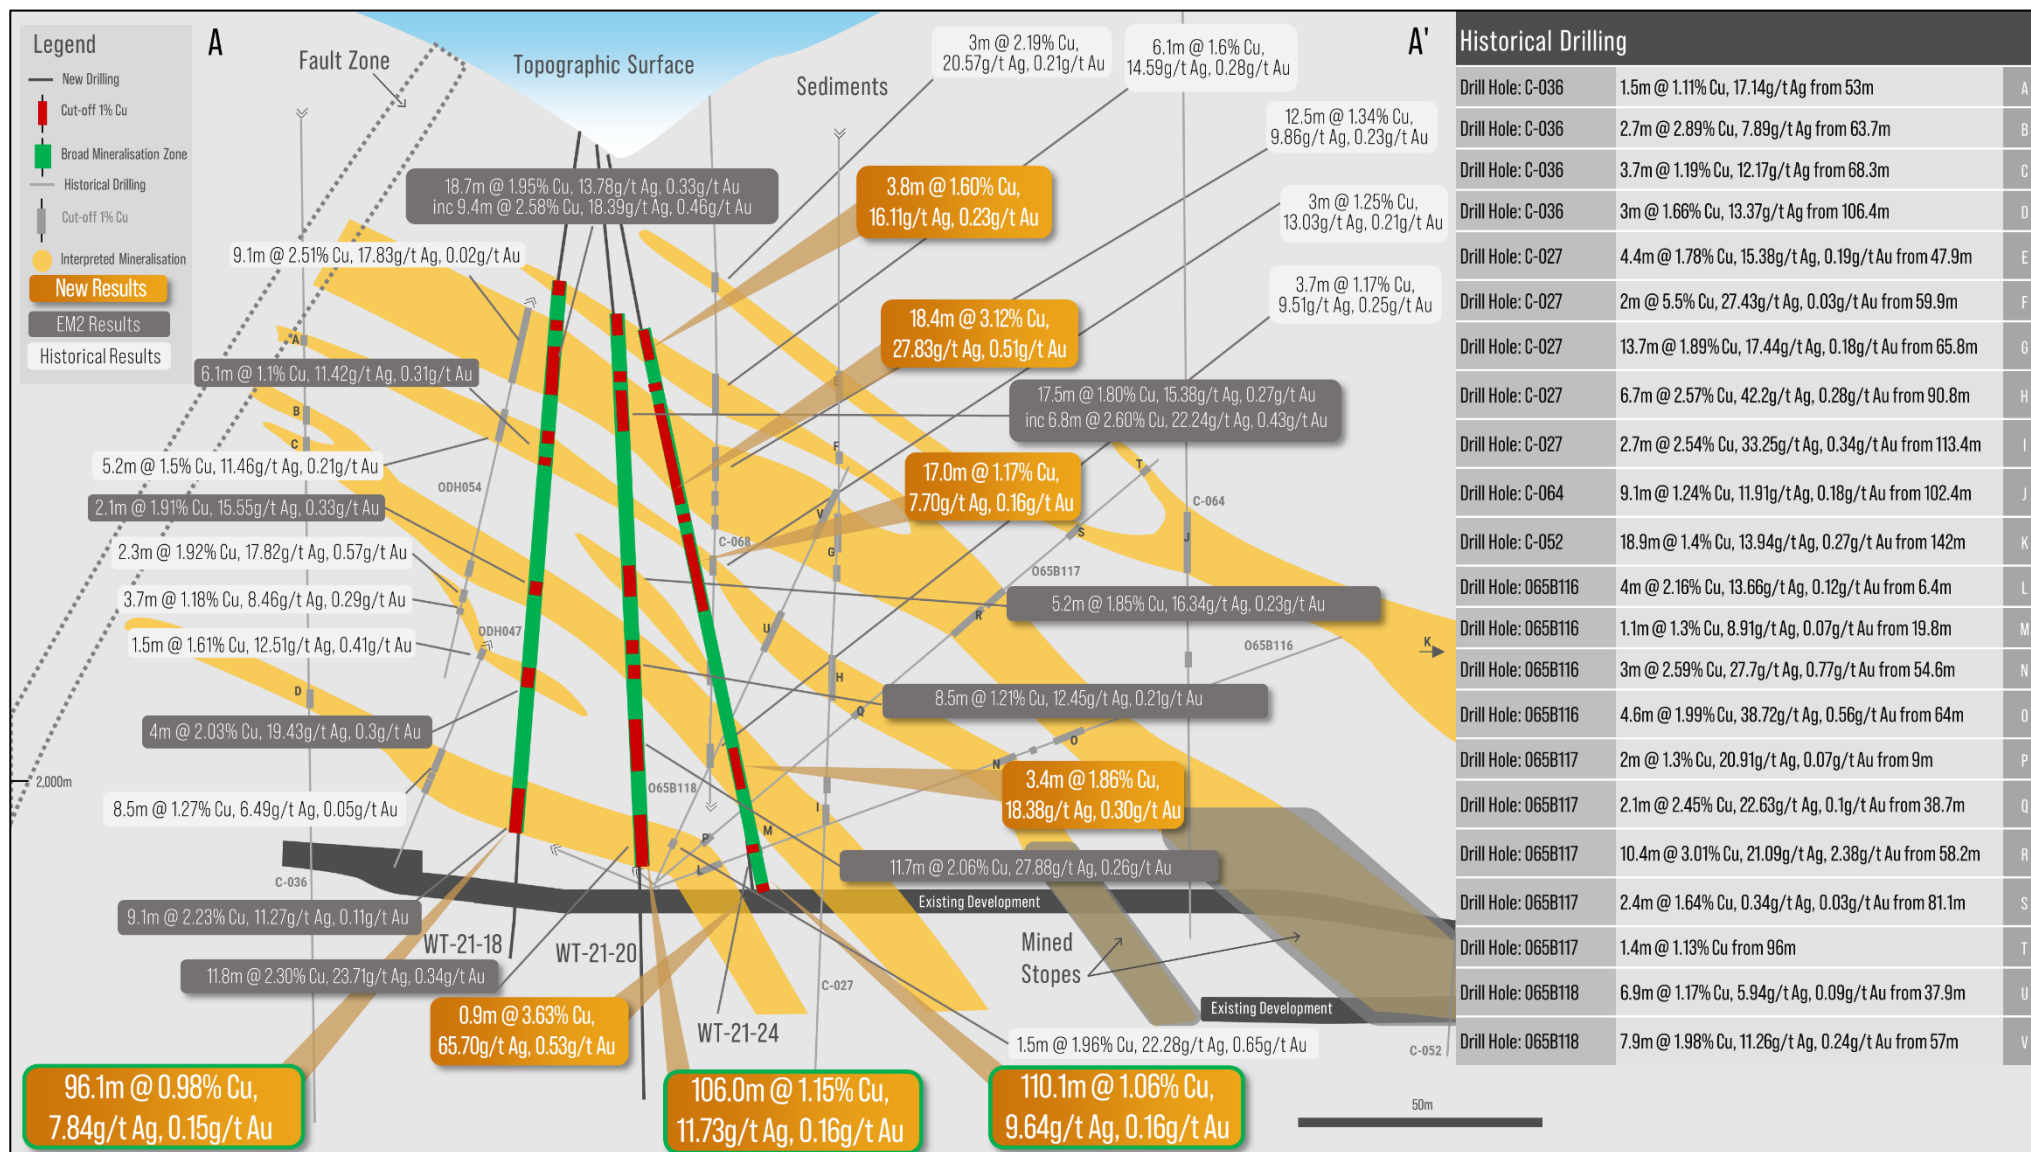 Legend
New Drilling
Cut-off 1% Cu
Broad Mineralisation Zone
Historical Drilling
Cut-off 1% Cu
Interpreted Mineralisation
New Results
EM2 Results
Historical Results
A
Fault Zone
Topographic Surface
Sediments
A'
3m @ 2.19% Cu,
20.57g/t Ag, 0.21g/t Au
6.1m @ 1.6% Cu,
14.59g/t Ag, 0.28g/t Au
12.5m @ 1.34% Cu,
9.86g/t Ag, 0.23g/t Au
3m @ 1.25% Cu,
13.03g/t Ag, 0.21g/t Au
3.7m @ 1.17% Cu,
9.51g/t Ag, 0.25g/t Au
18.7m @ 1.95% Cu, 13.78g/t Ag, 0.33g/t Au
inc 9.4m @ 2.58% Cu, 18.39g/t Ag, 0.46g/t Au
3.8m @ 1.60% Cu,
16.11g/t Ag, 0.23g/t Au
9.1m @ 2.51% Cu, 17.83g/t Ag, 0.02g/t Au
18.4m @ 3.12% Cu,
27.83g/t Ag, 0.51g/t Au
A
6.1m @ 1.1% Cu, 11.42g/t Ag, 0.31g/t Au
E
17.5m @ 1.80% Cu, 15.38g/t Ag, 0.27g/t Au
inc 6.8m @ 2.60% Cu, 22.24g/t Ag, 0.43g/t Au
B
C
F
5.2m @ 1.5% Cu, 11.46g/t Ag, 0.21g/t Au
17.0m @ 1.17% Cu,
7.70g/t Ag, 0.16g/t Au
T
ODH054
C-064
2.1m @ 1.91% Cu, 15.55g/t Ag, 0.33g/t Au
V
S
J
C-068
G
2.3m @ 1.92% Cu, 17.82g/t Ag, 0.57g/t Au
O65B117
3.7m @ 1.18% Cu, 8.46g/t Ag, 0.29g/t Au
5.2m @ 1.85% Cu, 16.34g/t Ag, 0.23g/t Au
R
ODH047
U
1.5m @ 1.61% Cu, 12.51g/t Ag, 0.41g/t Au
O65B116
K
H
D
8.5m @ 1.21% Cu, 12.45g/t Ag, 0.21g/t Au
Q
4m @ 2.03% Cu, 19.43g/t Ag, 0.3g/t Au
O
N
2,000m
O65B118
3.4m @ 1.86% Cu,
18.38g/t Ag, 0.30g/t Au
8.5m @ 1.27% Cu, 6.49g/t Ag, 0.05g/t Au
I
M
P
L
11.7m @ 2.06% Cu, 27.88g/t Ag, 0.26g/t Au
C-036
Existing Development
9.1m @ 2.23% Cu, 11.27g/t Ag, 0.11g/t Au
WT-21-18
WT-21-20
Mined
Stopes
11.8m @ 2.30% Cu, 23.71g/t Ag, 0.34g/t Au
C-027
Existing Development
0.9m @ 3.63% Cu,
65.70g/t Ag, 0.53g/t Au
WT-21-24
1.5m @ 1.96% Cu, 22.28g/t Ag, 0.65g/t Au
C-052
96.1m @ 0.98% Cu,
7.84g/t Ag, 0.15g/t Au
106.0m @ 1.15% Cu,
11.73g/t Ag, 0.16g/t Au
110.1m @ 1.06% Cu,
9.64g/t Ag, 0.16g/t Au
50m
Historical Drilling
Drill Hole: C-036 1.5m @ 1.11% Cu, 17.14g/t Ag from 53m A
Drill Hole: C-036 2.7m @ 2.89% Cu, 7.89g/t Ag from 63.7m B
Drill Hole: C-036 3.7m @ 1.19% Cu, 12.17g/t Ag from 68.3m C
Drill Hole: C-036 3m @ 1.66% Cu, 13.37g/t Ag from 106.4m D
Drill Hole: C-027 4.4m @ 1.78% Cu, 15.38g/t Ag, 0.19g/t Au from 47.9m E
Drill Hole: C-027 2m @ 5.5% Cu, 27.43g/t Ag, 0.03g/t Au from 59.9m F
Drill Hole: C-027 13.7m @ 1.89% Cu, 17.44g/t Ag, 0.18g/t Au from 65.8m G
Drill Hole: C-027 6.7m @ 2.57% Cu, 42.2g/t Ag, 0.28g/t Au from 90.8m H
Drill Hole: C-027 2.7m @ 2.54% Cu, 33.25g/t Ag, 0.34g/t Au from 113.4m I
Drill Hole: C-064 9.1m @ 1.24% Cu, 11.91g/t Ag, 0.18g/t Au from 102.4m J
Drill Hole: C-052 18.9m @ 1.4% Cu, 13.94g/t Ag, 0.27g/t Au from 142m K
Drill Hole: O65B116 4m @ 2.16% Cu, 13.66g/t Ag, 0.12g/t Au from 6.4m L
Drill Hole: O65B116 1.1m @ 1.3% Cu, 8.91g/t Ag, 0.07g/t Au from 19.8m M
Drill Hole: O65B116 3m @ 2.59% Cu, 27.7g/t Ag, 0.77g/t Au from 54.6m N
Drill Hole: O65B116 4.6m @ 1.99% Cu, 38.72g/t Ag, 0.56g/t Au from 64m O
Drill Hole: O65B117 2m @ 1.3% Cu, 20.91g/t Ag, 0.07g/t Au from 9m P
Drill Hole: O65B117 2.1m @ 2.45% Cu, 22.63g/t Ag, 0.1g/t Au from 38.7m Q
Drill Hole: O65B117 10.4m @ 3.01% Cu, 21.09g/t Ag, 2.38g/t Au from 58.2m R
Drill Hole: O65B117 2.4m @ 1.64% Cu, 0.34g/t Ag, 0.03g/t Au from 81.1m S
Drill Hole: O65B117 1.4m @ 1.13% Cu from 96m T
Drill Hole: O65B118 6.9m @ 1.17% Cu, 5.94g/t Ag, 0.09g/t Au from 37.9m U
Drill Hole: O65B118 7.9m @ 1.98% Cu, 11.26g/t Ag, 0.24g/t Au from 57m V